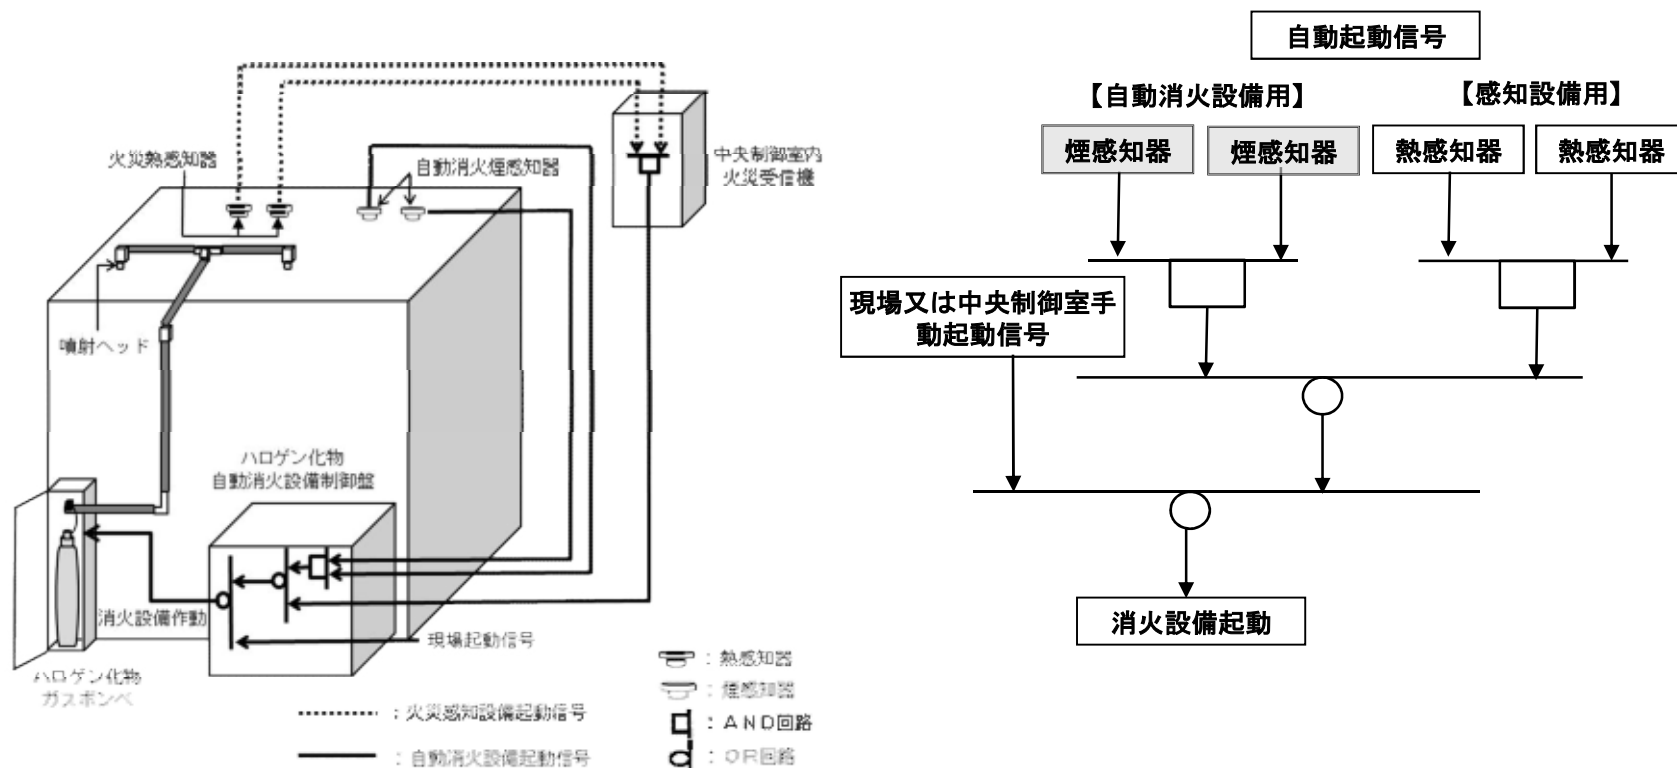 火災熱感知器
自動消火煙感知器
中央制御室内
火災受信機
噴射ヘッド
ハロゲン化物
自動消火設備制御盤
消火設備作動
現場起動信号
ハロゲン化物
ガスボンベ
：熱感知器
：煙感知器
：火災感知設備起動信号
：ＡＮＤ回路
：自動消火設備起動信号
：ＯＲ回路
自動起動信号
【自動消火設備用】
【感知設備用】
煙感知器
煙感知器
熱感知器
熱感知器
現場又は中央制御室手
動起動信号
消火設備起動